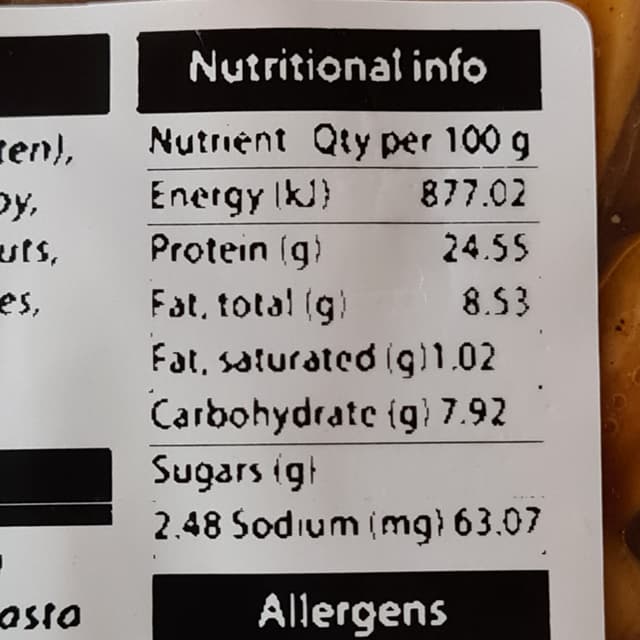 Nutritional info
ten),
oy,
uts,
es,
Nutrient Qty per 100 g
Energy (kJ) 877.02
Protein (g) 24.55
Fat, total (g) 8.53
Fat, saturated (g) 1.02
Carbohydrate (g) 7.92
Sugars (g)
2.48 Sodium (mg) 63.07
asta
Allergens